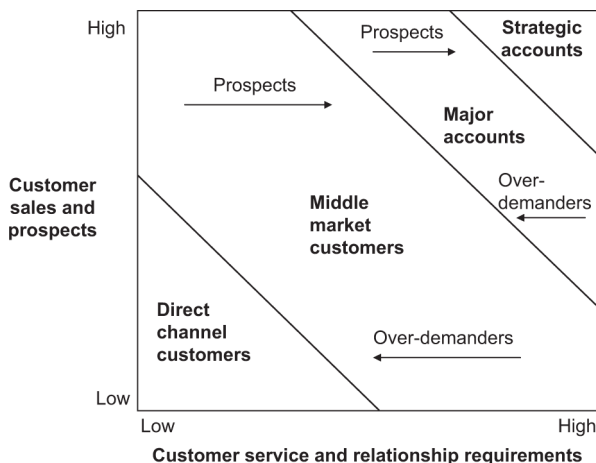 High
Prospects
Strategic
accounts
Prospects
Major
accounts
Customer
sales and
prospects
Over-
demanders
Middle
market
customers
Direct
channel
customers
Over-demanders
Low
Low
High
Customer service and relationship requirements